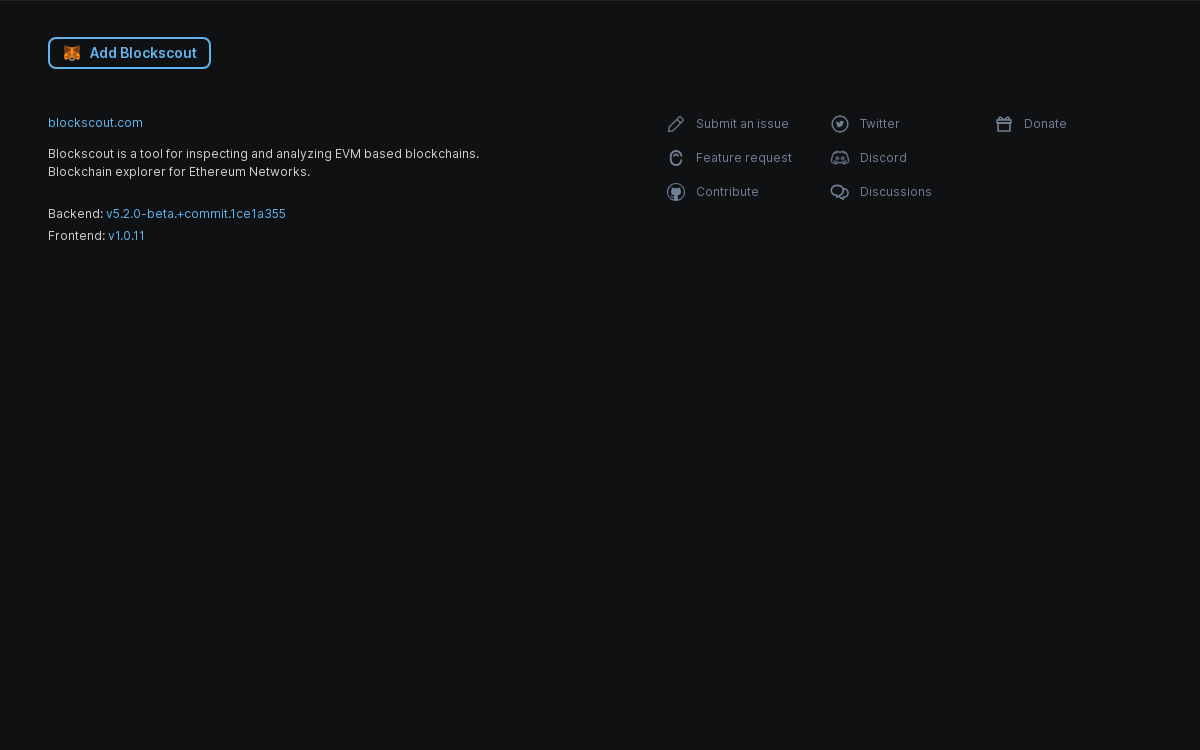 Add Blockscout
blockscout.com
Blockscout is a tool for inspecting and analyzing EVM based blockchains.
Blockchain explorer for Ethereum Networks.
Backend: v5.2.0-beta.+commit.1ce1a355
Frontend: v1.0.11
Submit an issue
Feature request
Contribute
Twitter
Discord
Discussions
Donate